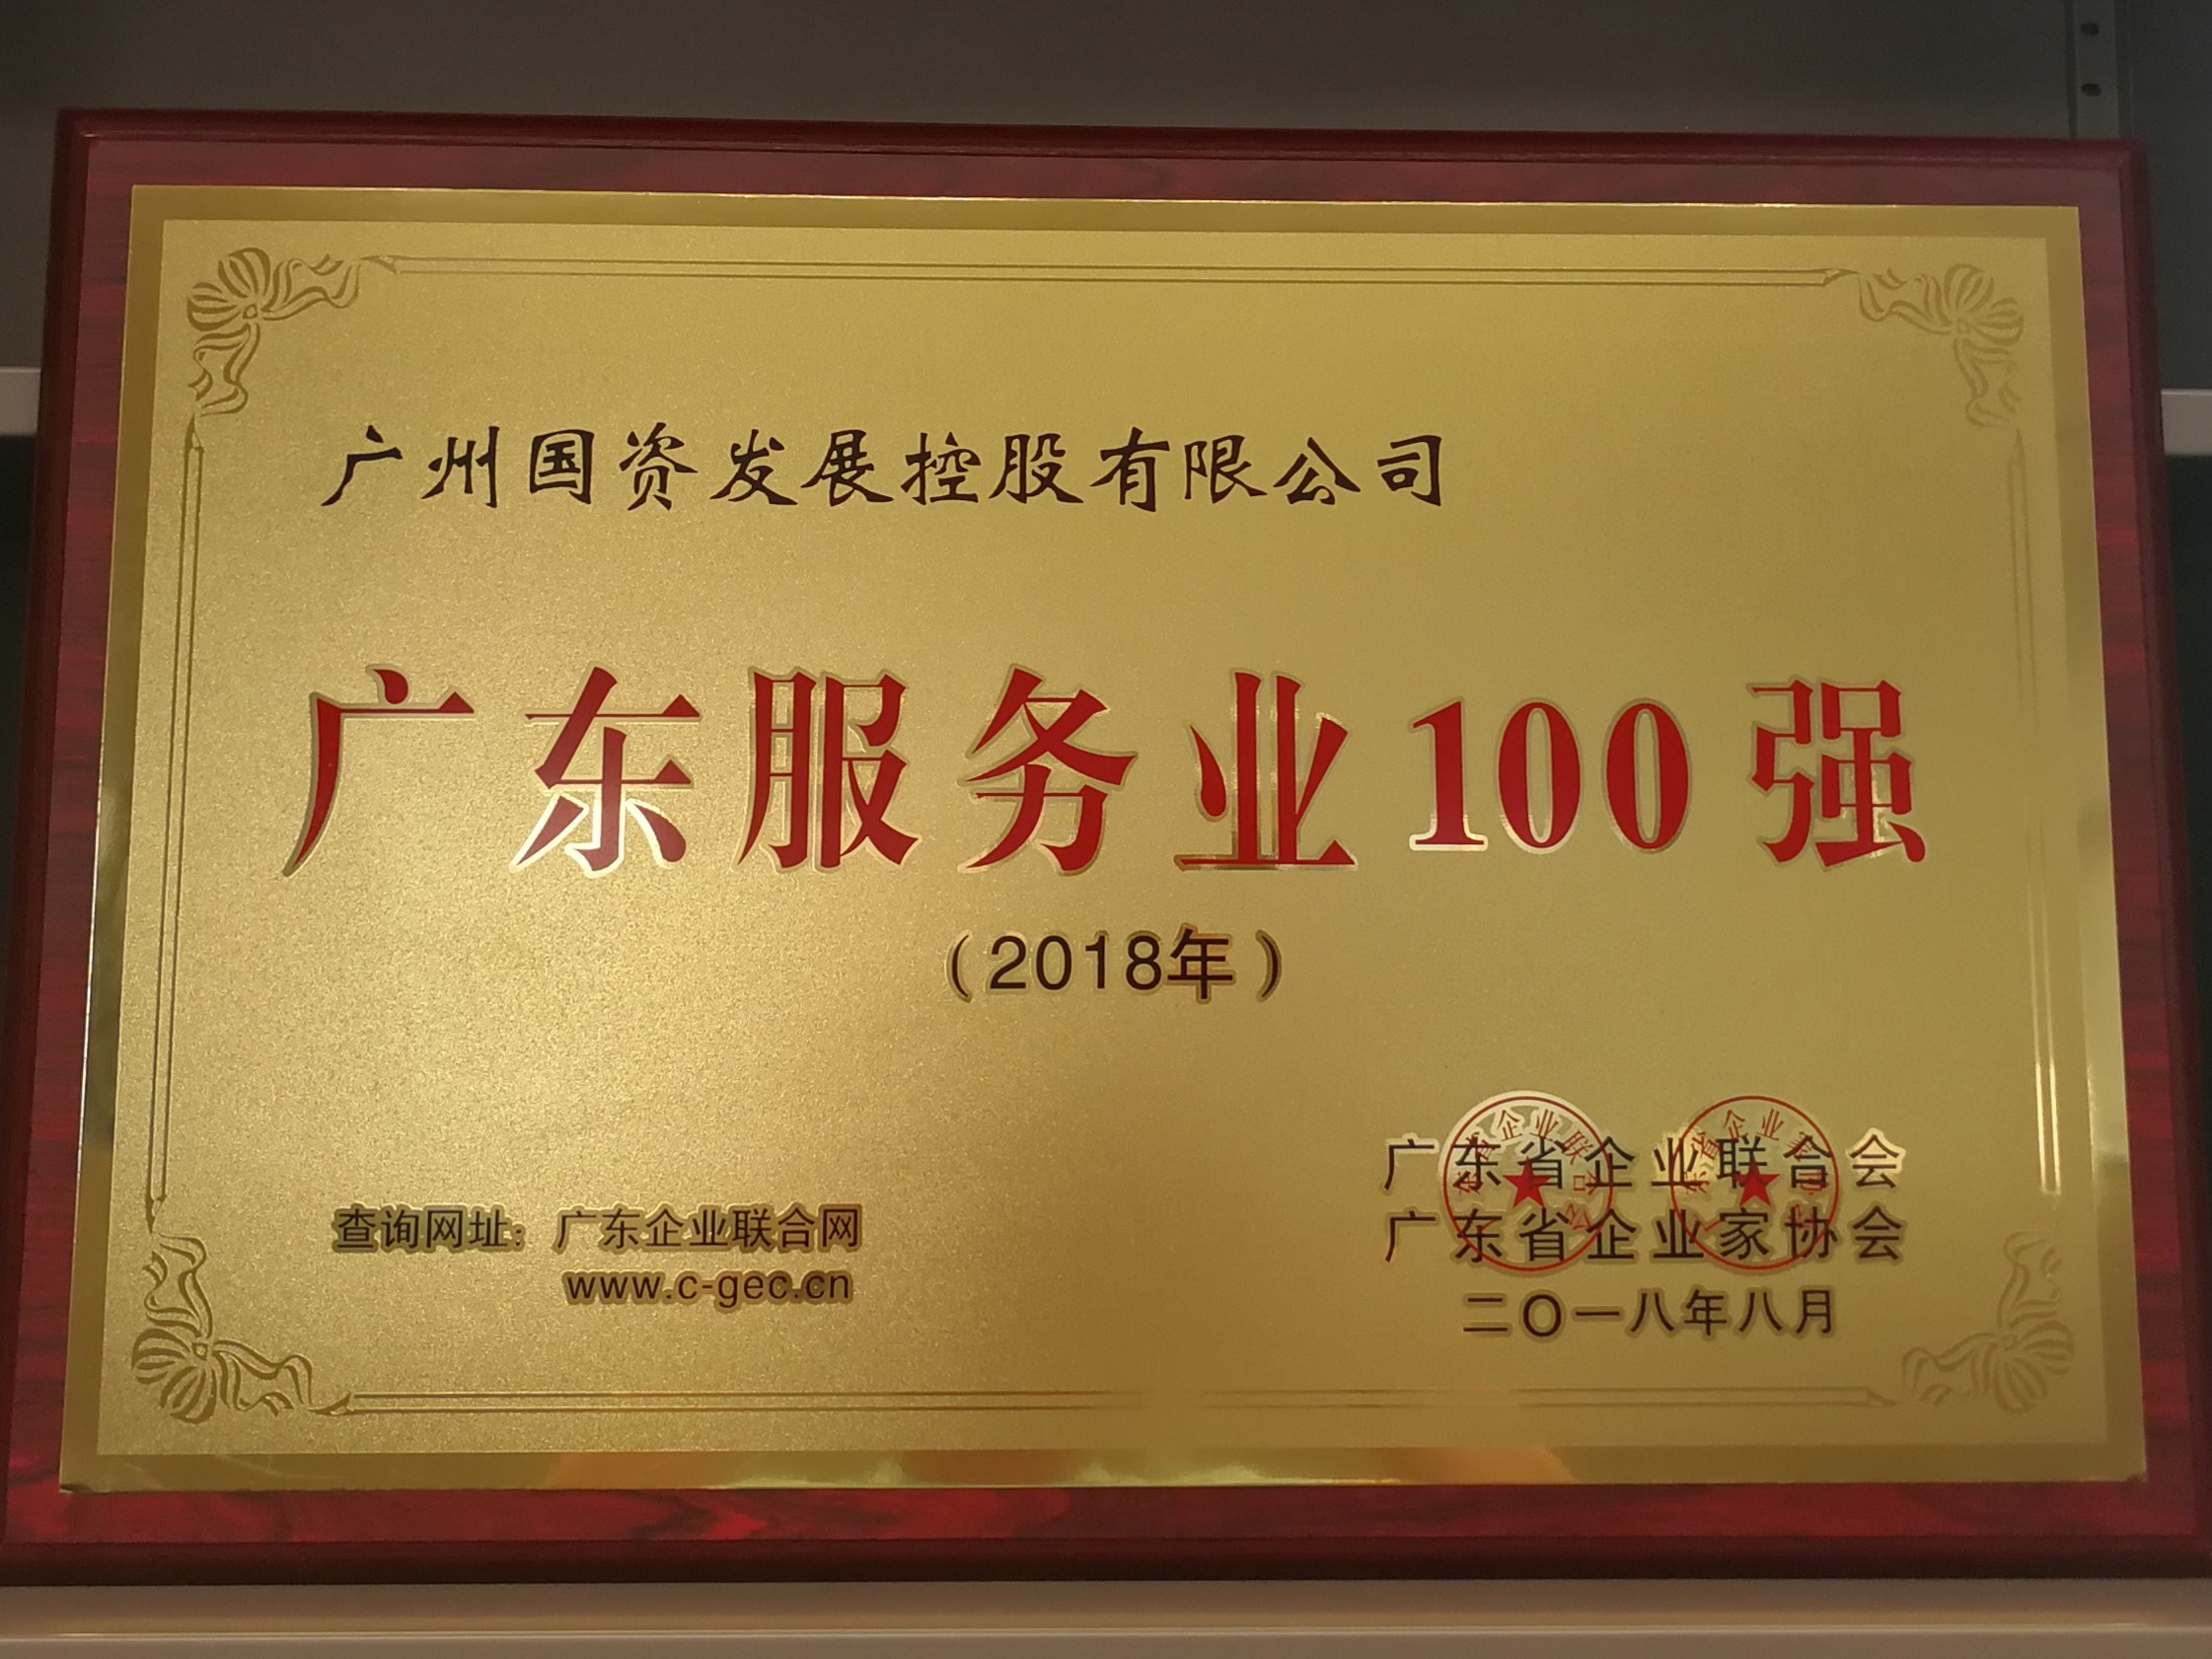 广州国资发展控股有限公司
广东服务业100强
（2018年）
广东省企业联合会
广东省企业家协会
二〇一八年八月
查询网址：广东企业联合网
www.c-gec.cn